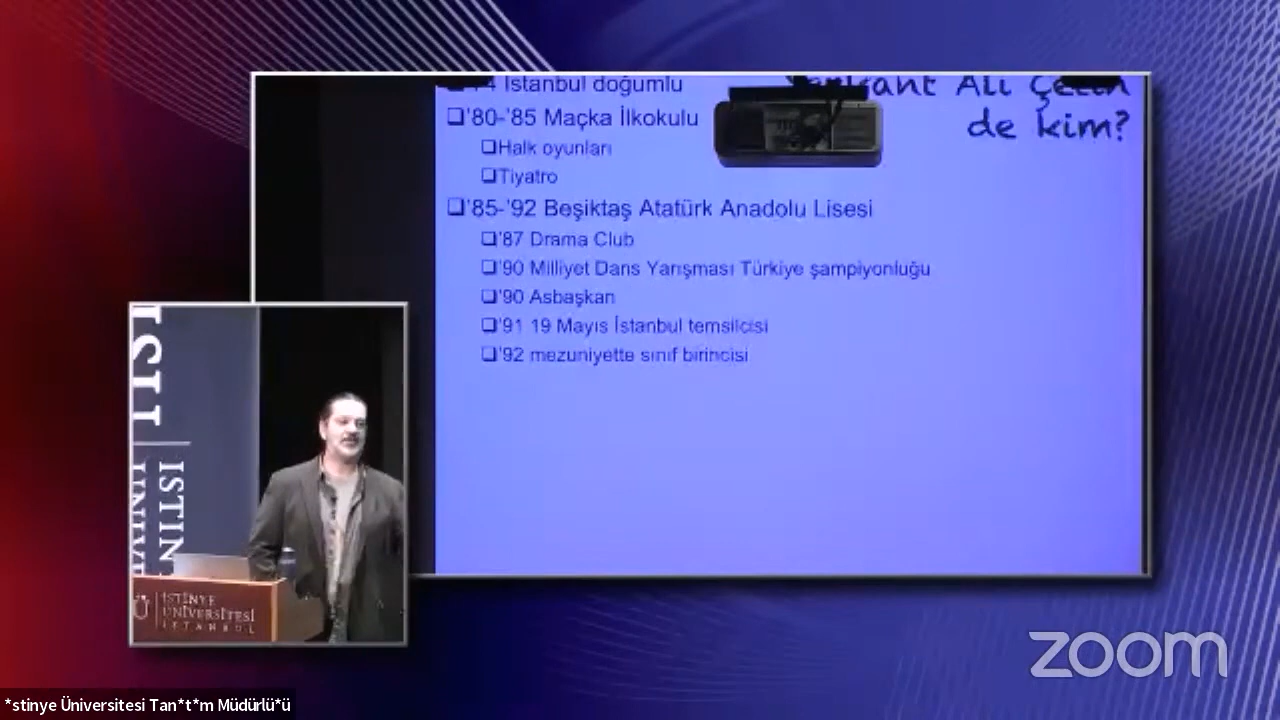 İstanbul doğumlu
Ali Çetin
de kim?
❑'80-'85 Maçka İlkokulu
❑Halk oyunları
❑Tiyatro
❑'85-'92 Beşiktaş Atatürk Anadolu Lisesi
❑'87 Drama Club
❑'90 Milliyet Dans Yarışması Türkiye şampiyonluğu
❑'90 Asbaşkan
❑'91 19 Mayıs İstanbul temsilcisi
❑'92 mezuniyette sınıf birincisi
İSTİNYE
ÜNİVERSİTESİ
İSTANBUL
zoom
*stinye Üniversitesi Tan*t*m Müdürlü*ü